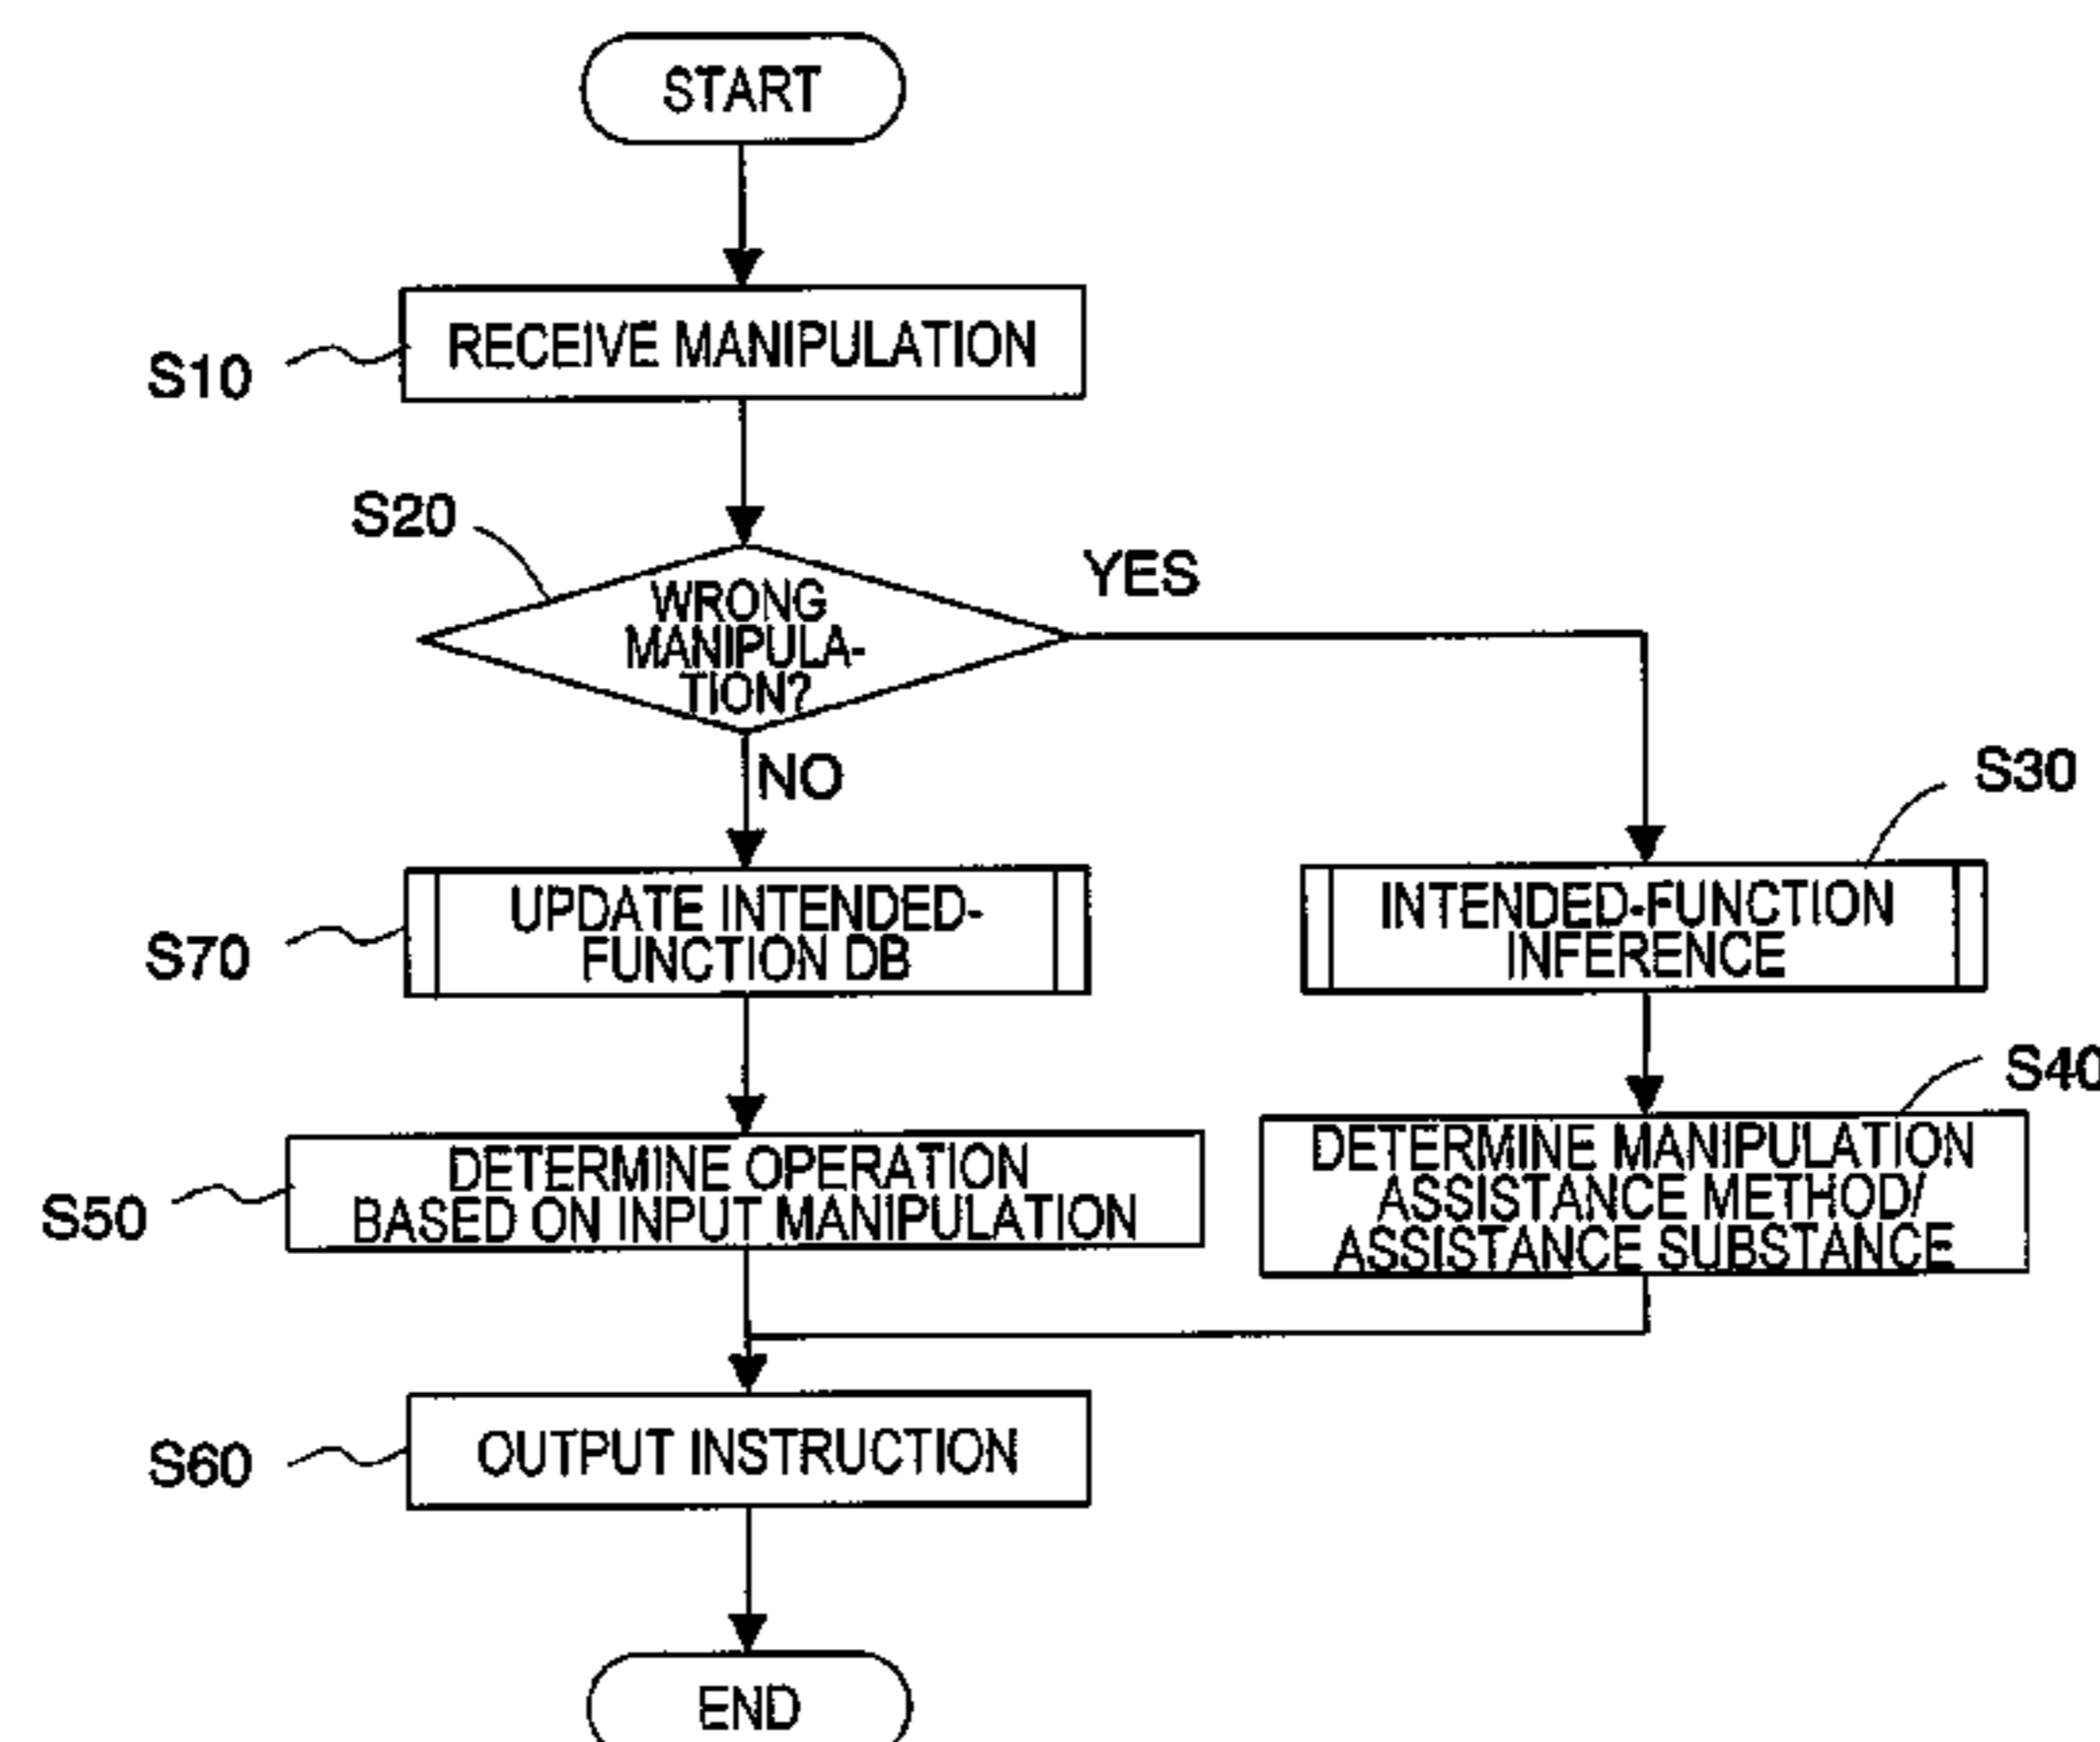 START
S10
RECEIVE MANIPULATION
S20
WRONG
MANIPULA-
TION?
YES
NO
S30
S70
UPDATE INTENDED-
FUNCTION DB
INTENDED-FUNCTION
INFERENCE
S40
S50
DETERMINE OPERATION
BASED ON INPUT MANIPULATION
DETERMINE MANIPULATION
ASSISTANCE METHOD/
ASSISTANCE SUBSTANCE
S60
OUTPUT INSTRUCTION
END